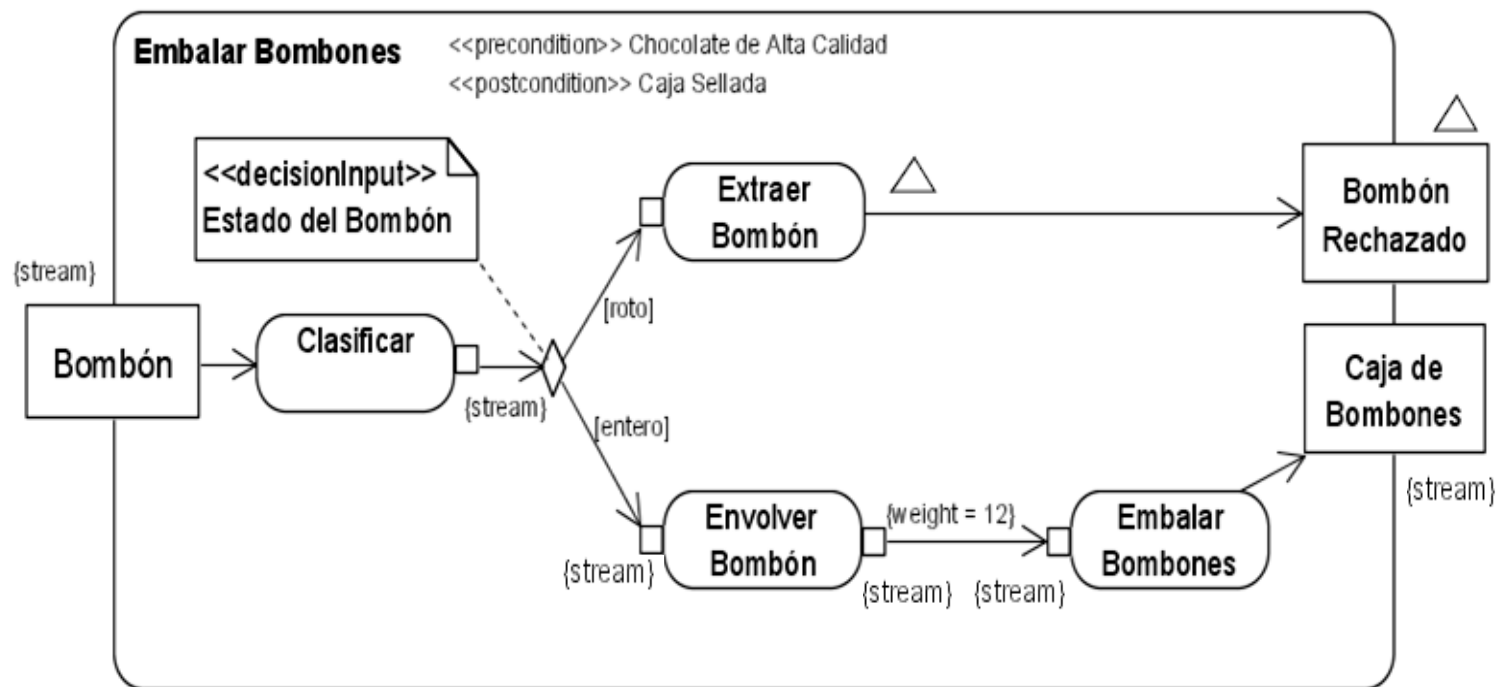 Embalar Bombones
<<precondition>> Chocolate de Alta Calidad
<<postcondition>> Caja Sellada
<<decisionInput>>
Estado del Bombón
{stream}
Bombón
Clasificar
{stream}
[roto]
[entero]
Extraer
Bombón
Bombón
Rechazado
Caja de
Bombones
{stream}
{stream}
Envolver
Bombón
{weight = 12}
{stream}
{stream}
Embalar
Bombones